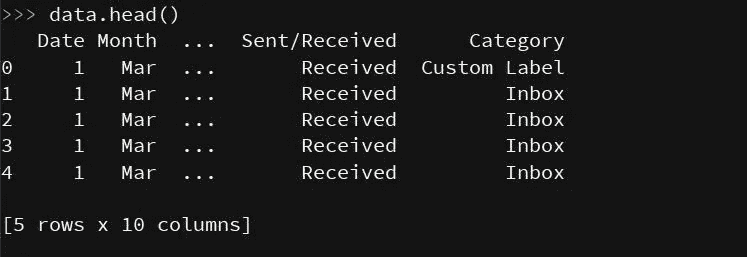 >>> data.head()
Date Month ... Sent/Received Category
0 1 Mar ... Received Custom Label
1 1 Mar ... Received Inbox
2 1 Mar ... Received Inbox
3 1 Mar ... Received Inbox
4 1 Mar ... Received Inbox
[5 rows x 10 columns]